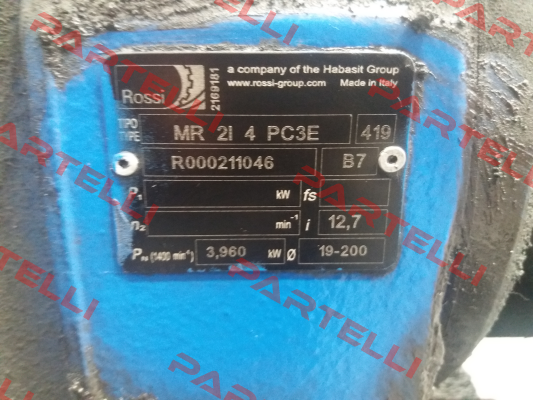 Rossi
2169181
a company of the Habasit Group
www.rossi-group.com Made in Italy
TIPO
TYPE MR 2I 4 PC3E 419
R000211046 B7
P₁ kW fs
n₂ min⁻¹ i 12,7
Pₙ₂ (1400 min⁻¹) 3,960 kW Ø 19-200
PARTELLI
PARTELLI
PARTELLI
PARTELLI
PARTELLI
PARTELLI